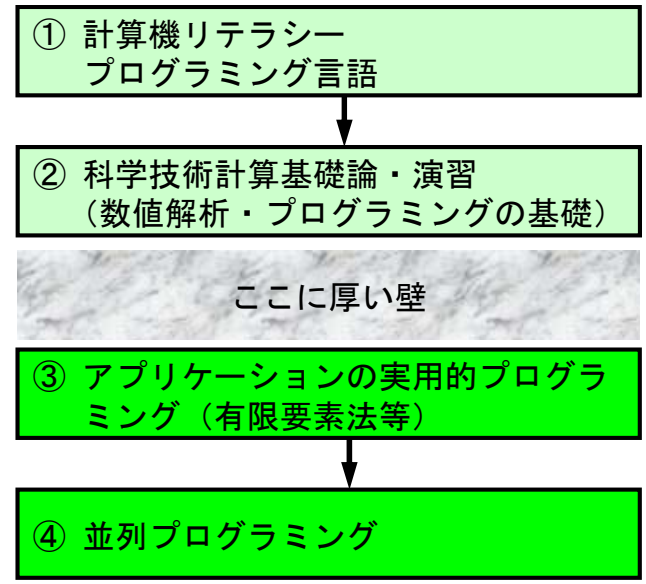 ① 計算機リテラシー
プログラミング言語
② 科学技術計算基礎論・演習
（数値解析・プログラミングの基礎）
ここに厚い壁
③ アプリケーションの実用的プログラ
ミング（有限要素法等）
④ 並列プログラミング